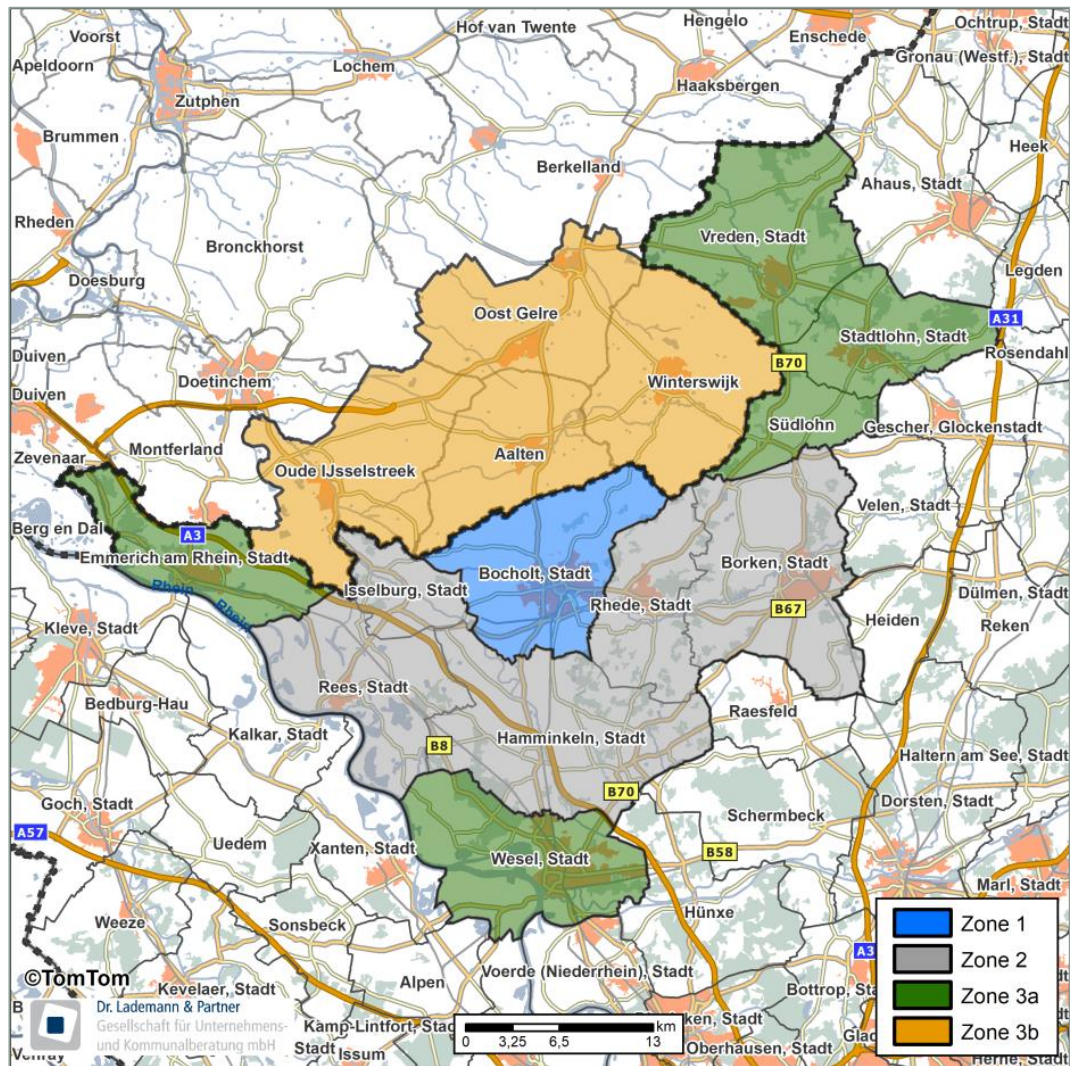 Hof van Twente
Hengelo
Enschede
Ochtrup, Stadt
Voorst
Gronau (Westf.), Stadt
Apeldoorn
Lochem
Haaksbergen
Zutphen
Brummen
Heek
Berkelland
Ahaus, Stadt
Rheden
Vreden, Stadt
Bronckhorst
Legden
Doesburg
Oost Gelre
A31
Stadtlohn, Stadt
Rosendahl
Duiven
B70
Doetinchem
Winterswijk
Duiven
Südlohn
Gescher, Glockenstadt
Montferland
Aalten
Zevenaar
Oude IJsselstreek
Velen, Stadt
Berg en Dal
A3
Emmerich am Rhein, Stadt
Borken, Stadt
Bocholt, Stadt
Isselburg, Stadt
Rhein
Rhein
Rhede, Stadt
Dülmen, Stadt
B67
Heiden
Reken
Kleve, Stadt
Rees, Stadt
Bedburg-Hau
Raesfeld
Kalkar, Stadt
Hamminkeln, Stadt
B8
Haltern am See, Stadt
B70
Goch, Stadt
Dorsten, Stadt
Schermbeck
A57
Uedem
Xanten, Stadt
B58
Wesel, Stadt
Marl, Stadt
Hünxe
Weeze
Sonsbeck
Zone 1
Zone 2
Zone 3a
Zone 3b
A3
Voerde (Niederrhein), Stadt
Alpen
©TomTom
Kevelaer, Stadt
Bottrop, Sta
B
Dr. Lademann & Partner
Gesellschaft für Unternehmens-
und Kommunalberatung mbH
Kamp-Lintfort, Stad
km
0 3,25 6,5 13
Stadt
Issum
Oberhausen, Stadt
Glad
Herne, Stadt